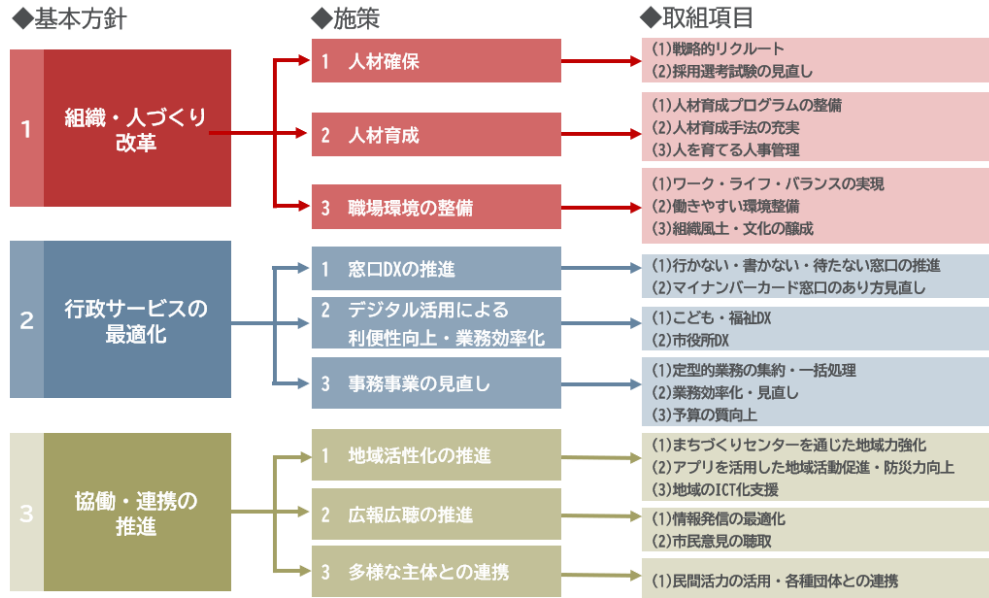 ◆基本方針
◆施策
◆取組項目
1
組織・人づくり
改革
1 人材確保
(1)戦略的リクルート
(2)採用選考試験の見直し
2 人材育成
(1)人材育成プログラムの整備
(2)人材育成手法の充実
(3)人を育てる人事管理
3 職場環境の整備
(1)ワーク・ライフ・バランスの実現
(2)働きやすい環境整備
(3)組織風土・文化の醸成
2
行政サービスの
最適化
1 窓口DXの推進
(1)行かない・書かない・待たない窓口の推進
(2)マイナンバーカード窓口のあり方見直し
2 デジタル活用による
利便性向上・業務効率化
(1)こども・福祉DX
(2)市役所DX
3 事務事業の見直し
(1)定型的業務の集約・一括処理
(2)業務効率化・見直し
(3)予算の質向上
3
協働・連携の
推進
1 地域活性化の推進
(1)まちづくりセンターを通じた地域力強化
(2)アプリを活用した地域活動促進・防災力向上
(3)地域のICT化支援
2 広報広聴の推進
(1)情報発信の最適化
(2)市民意見の聴取
3 多様な主体との連携
(1)民間活力の活用・各種団体との連携